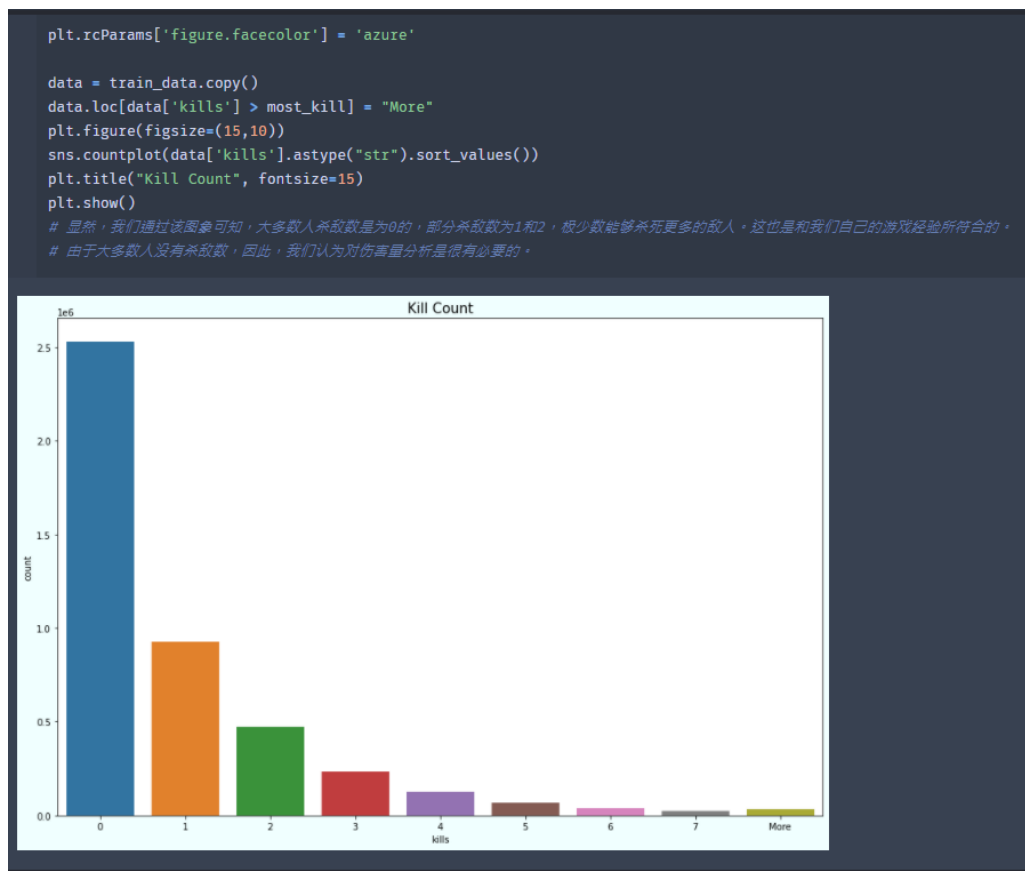 plt.rcParams['figure.facecolor'] = 'azure'
data = train_data.copy()
data.loc[data['kills'] > most_kill] = "More"
plt.figure(figsize=(15,10))
sns.countplot(data['kills'].astype("str").sort_values())
plt.title("Kill Count", fontsize=15)
plt.show()
# 显然，我们通过该图象可知，大多数人杀敌数是为0的，部分杀敌数为1和2，极少数能够杀死更多的敌人。这也是和我们自己的游戏经验所符合的。
# 由于大多数人没有杀敌数，因此，我们认为对伤害量分析是很有必要的。
Kill Count
1e6
2.5
2.0
1.5
1.0
0.5
0.0
count
0 1 2 3 4 5 6 7 More
kills